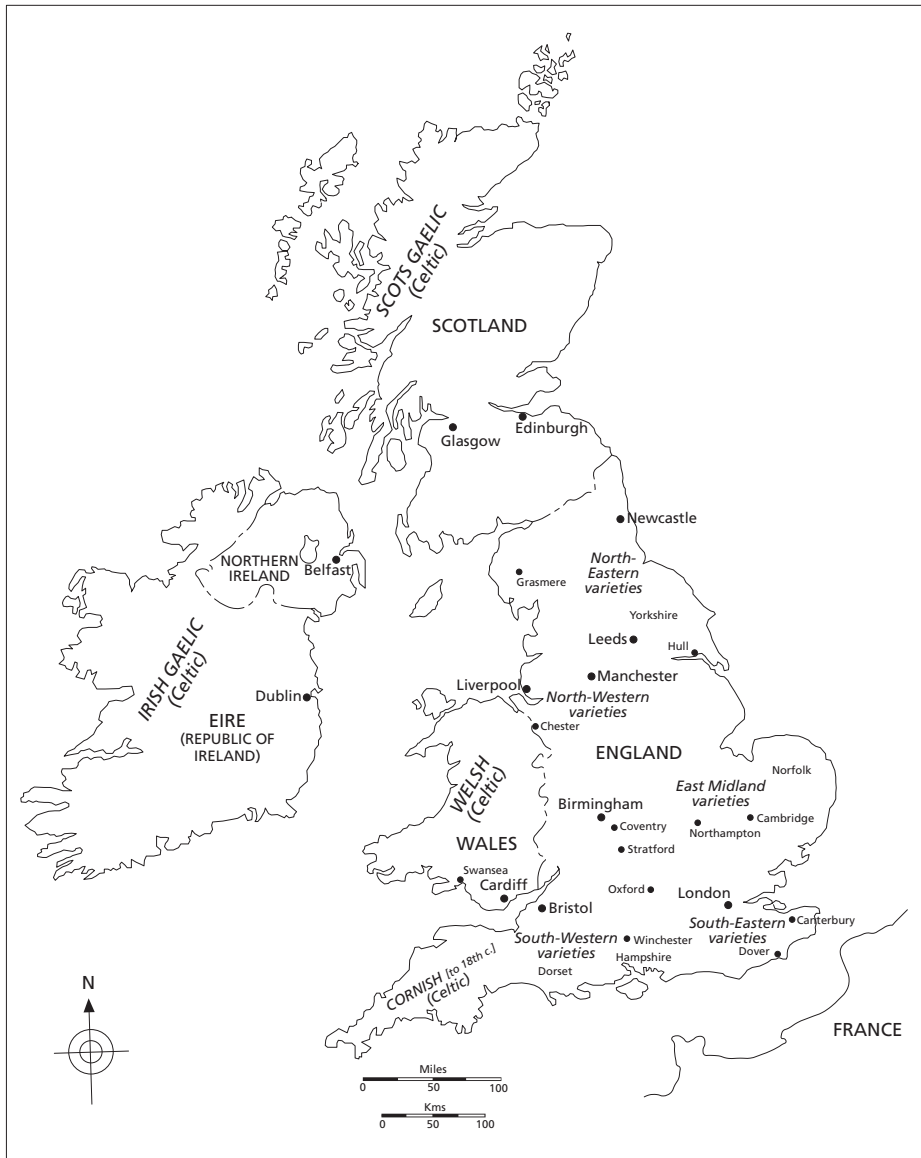 SCOTS GAELIC
(Celtic)
SCOTLAND
Glasgow
Edinburgh
Newcastle
NORTHERN
IRELAND
Belfast
Grasmere
North-
Eastern
varieties
Yorkshire
Leeds
Hull
IRISH GAELIC
(Celtic)
Dublin
EIRE
(REPUBLIC OF
IRELAND)
Liverpool
Manchester
North-Western
varieties
Chester
ENGLAND
WELSH
(Celtic)
WALES
Norfolk
East Midland
varieties
Birmingham
Coventry
Northampton
Cambridge
Stratford
Swansea
Cardiff
Oxford
London
Bristol
South-Eastern
varieties
Canterbury
South-Western
varieties
Winchester
Hampshire
Dover
Dorset
CORNISH [to 18th c.]
(Celtic)
N
FRANCE
Miles
0 50 100
Kms
0 50 100